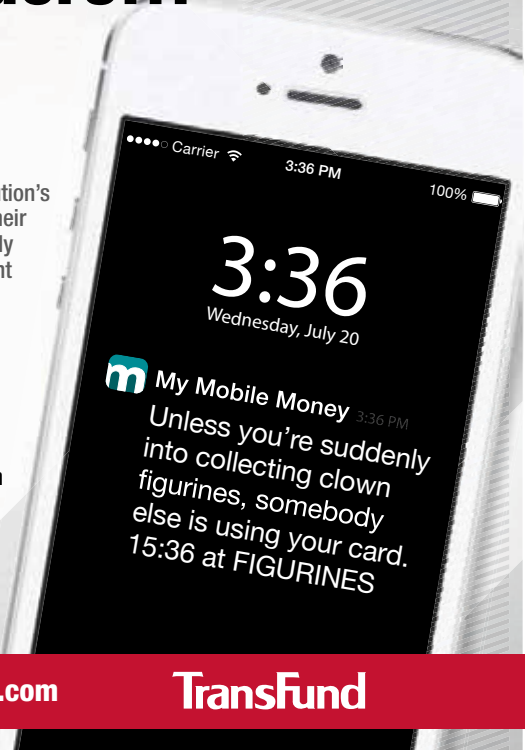 Carrier 3:36 PM 100%
3:36
Wednesday, July 20
m My Mobile Money 3:36 PM
Unless you’re suddenly
into collecting clown
figurines, somebody
else is using your card.
15:36 at FIGURINES
.com TransFund